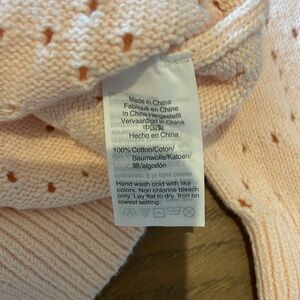 Made in China
Fabriqué en Chine
in China Hergestellt
Vervaardigd in China
中国製
Hecho en China
100% Cotton/Coton/
Baumwolle/Katoen/
綿/algodón
Hand wash cold with like
colors. Non chlorine bleach
only. Lay flat to dry. Iron on
lowest setting.